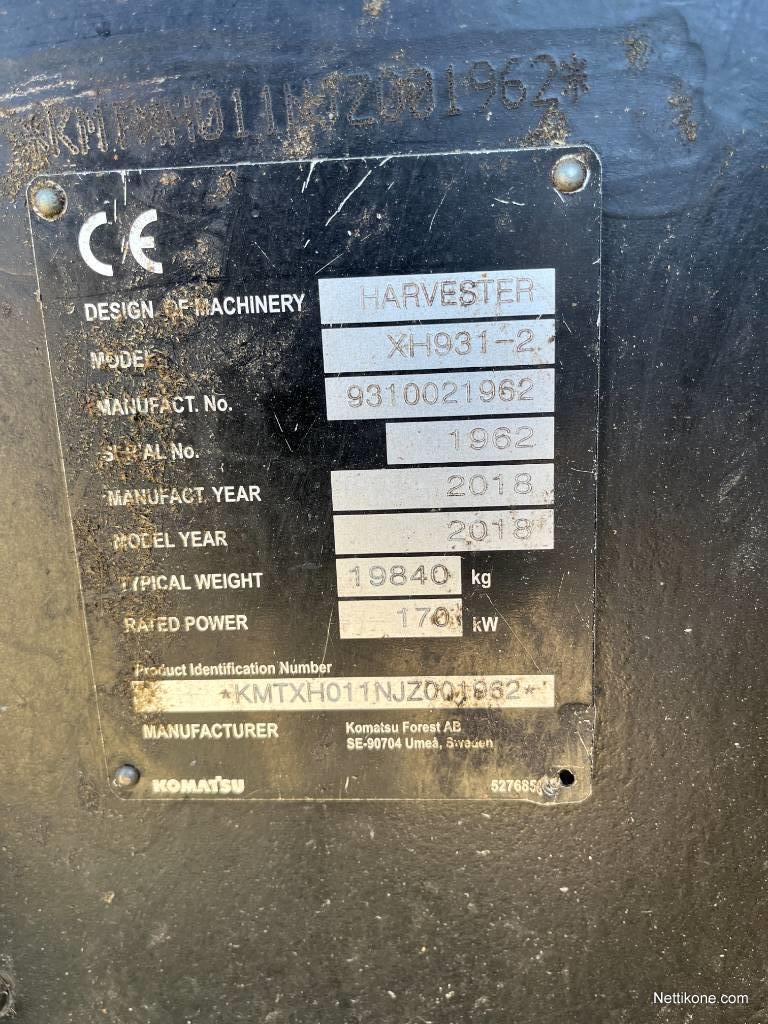 *KMTXH011NJZ001962*
CE
DESIGN OF MACHINERY HARVESTER
MODEL XH931-2
MANUFACT. No. 9310021962
SERIAL No. 1962
MANUFACT. YEAR 2018
MODEL YEAR 2018
TYPICAL WEIGHT 19840 kg
RATED POWER 170 kW
Product Identification Number
*KMTXH011NJZ001962*
MANUFACTURER Komatsu Forest AB
SE-90704 Umeå, Sweden
KOMATSU
Nettikone.com